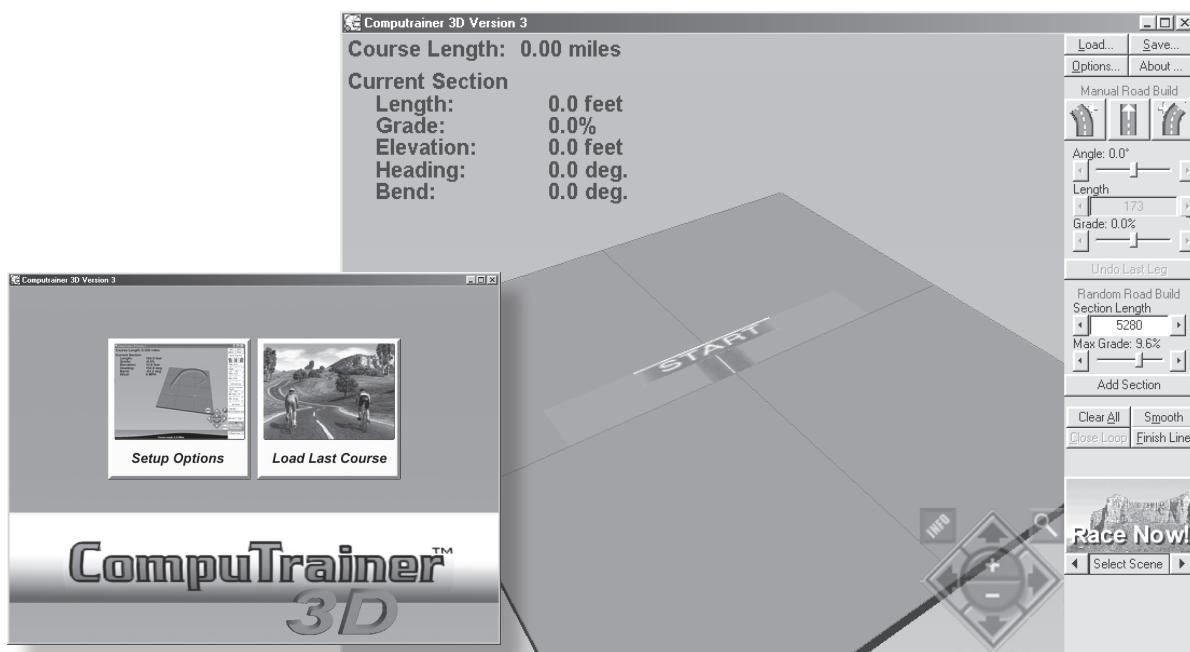 Computrainer 3D Version 3
Course Length: 0.00 miles
Current Section
Length: 0.0 feet
Grade: 0.0%
Elevation: 0.0 feet
Heading: 0.0 deg.
Bend: 0.0 deg.
START
INFO
+
−
Load... Save...
Options... About ...
Manual Road Build
Angle: 0.0°
Length
173
Grade: 0.0%
Undo Last Leg
Random Road Build
Section Length
5280
Max Grade: 9.6%
Add Section
Clear All Smooth
Close Loop Finish Line
Race Now!
Select Scene
Computrainer 3D Version 3
Setup Options
Load Last Course
CompuTrainer™
3D